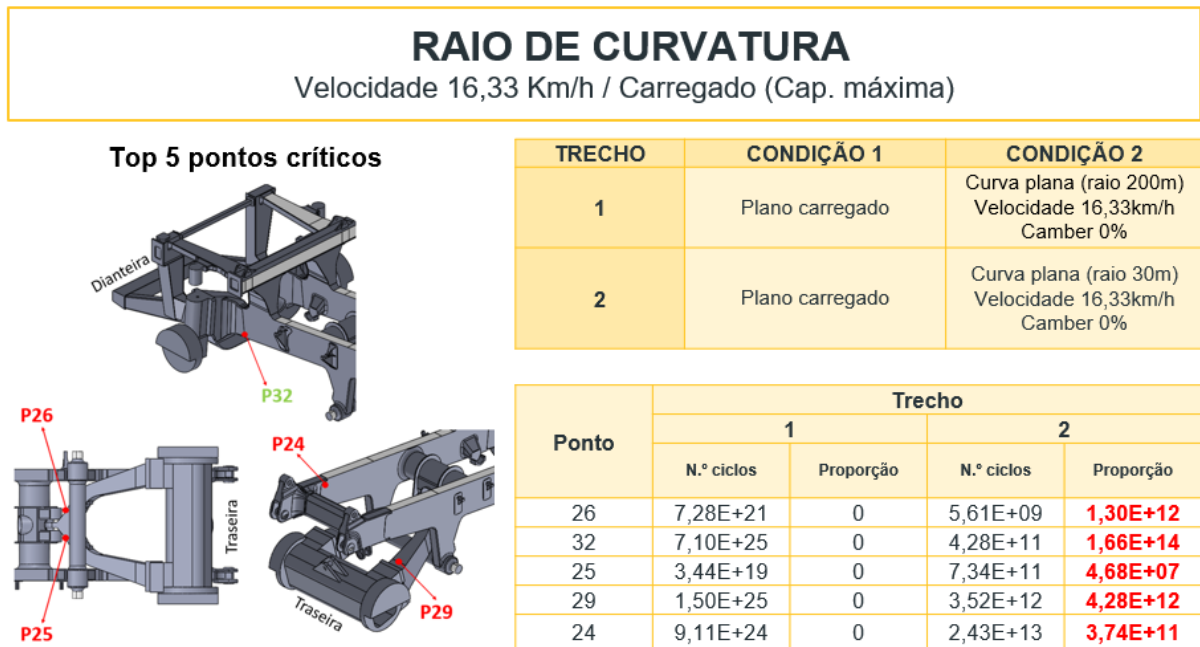 RAIO DE CURVATURA
Velocidade 16,33 Km/h / Carregado (Cap. máxima)
Top 5 pontos críticos
Dianteira
P32
P26
P25
Traseira
P24
P29
Traseira
TRECHO CONDIÇÃO 1 CONDIÇÃO 2
1 Plano carregado Curva plana (raio 200m)
Velocidade 16,33km/h
Camber 0%
2 Plano carregado Curva plana (raio 30m)
Velocidade 16,33km/h
Camber 0%
Ponto Trecho
1 2
N.º ciclos Proporção N.º ciclos Proporção
26 7,28E+21 0 5,61E+09 1,30E+12
32 7,10E+25 0 4,28E+11 1,66E+14
25 3,44E+19 0 7,34E+11 4,68E+07
29 1,50E+25 0 3,52E+12 4,28E+12
24 9,11E+24 0 2,43E+13 3,74E+11